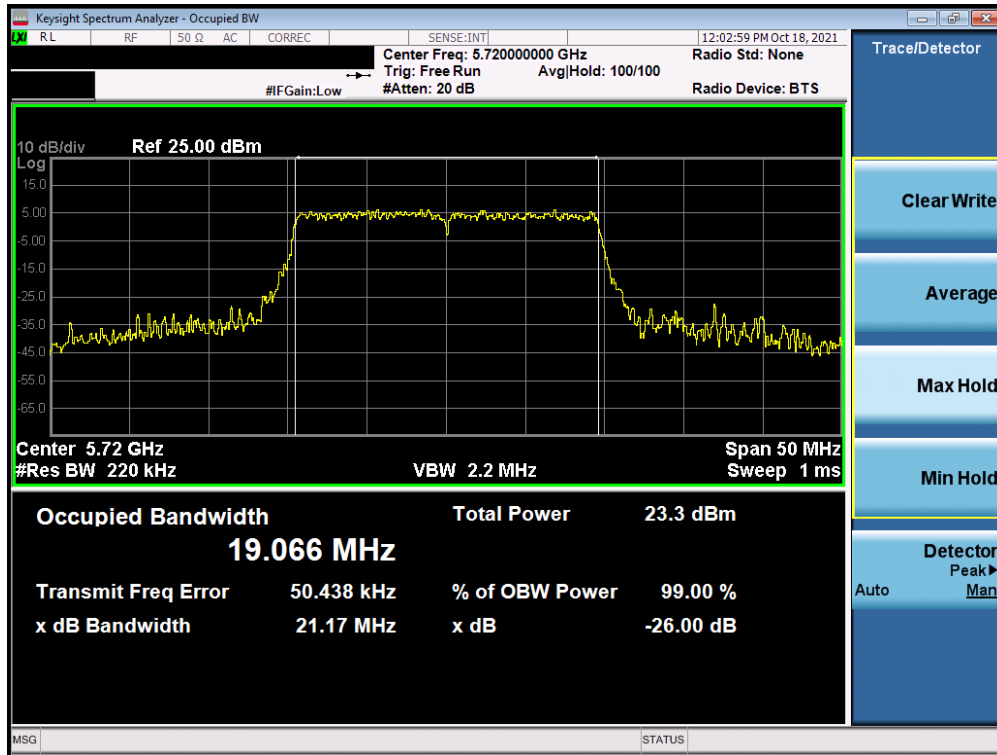 Keysight Spectrum Analyzer - Occupied BW
LXI RL RF 50 Ω AC CORREC SENSE:INT 12:02:59 PM Oct 18, 2021
Center Freq: 5.720000000 GHz Radio Std: None
Trig: Free Run Avg|Hold: 100/100
#IFGain:Low #Atten: 20 dB Radio Device: BTS
10 dB/div Ref 25.00 dBm
Log
15.0
5.00
-5.00
-15.0
-25.0
-35.0
-45.0
-55.0
-65.0
Center 5.72 GHz Span 50 MHz
#Res BW 220 kHz VBW 2.2 MHz Sweep 1 ms
Occupied Bandwidth Total Power 23.3 dBm
19.066 MHz
Transmit Freq Error 50.438 kHz % of OBW Power 99.00 %
x dB Bandwidth 21.17 MHz x dB -26.00 dB
Trace/Detector
Clear Write
Average
Max Hold
Min Hold
Detector
Peak▶
Auto Man
MSG STATUS